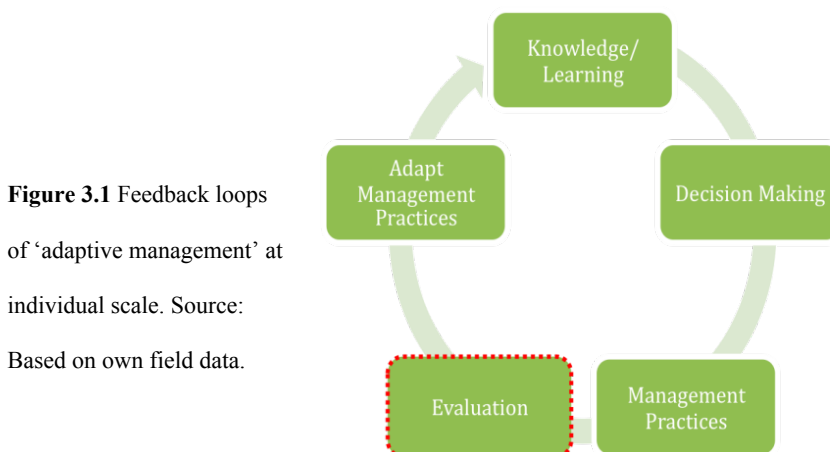 Figure 3.1 Feedback loops
of ‘adaptive management’ at
individual scale. Source:
Based on own field data.
Knowledge/
Learning
Decision Making
Management
Practices
Evaluation
Adapt
Management
Practices